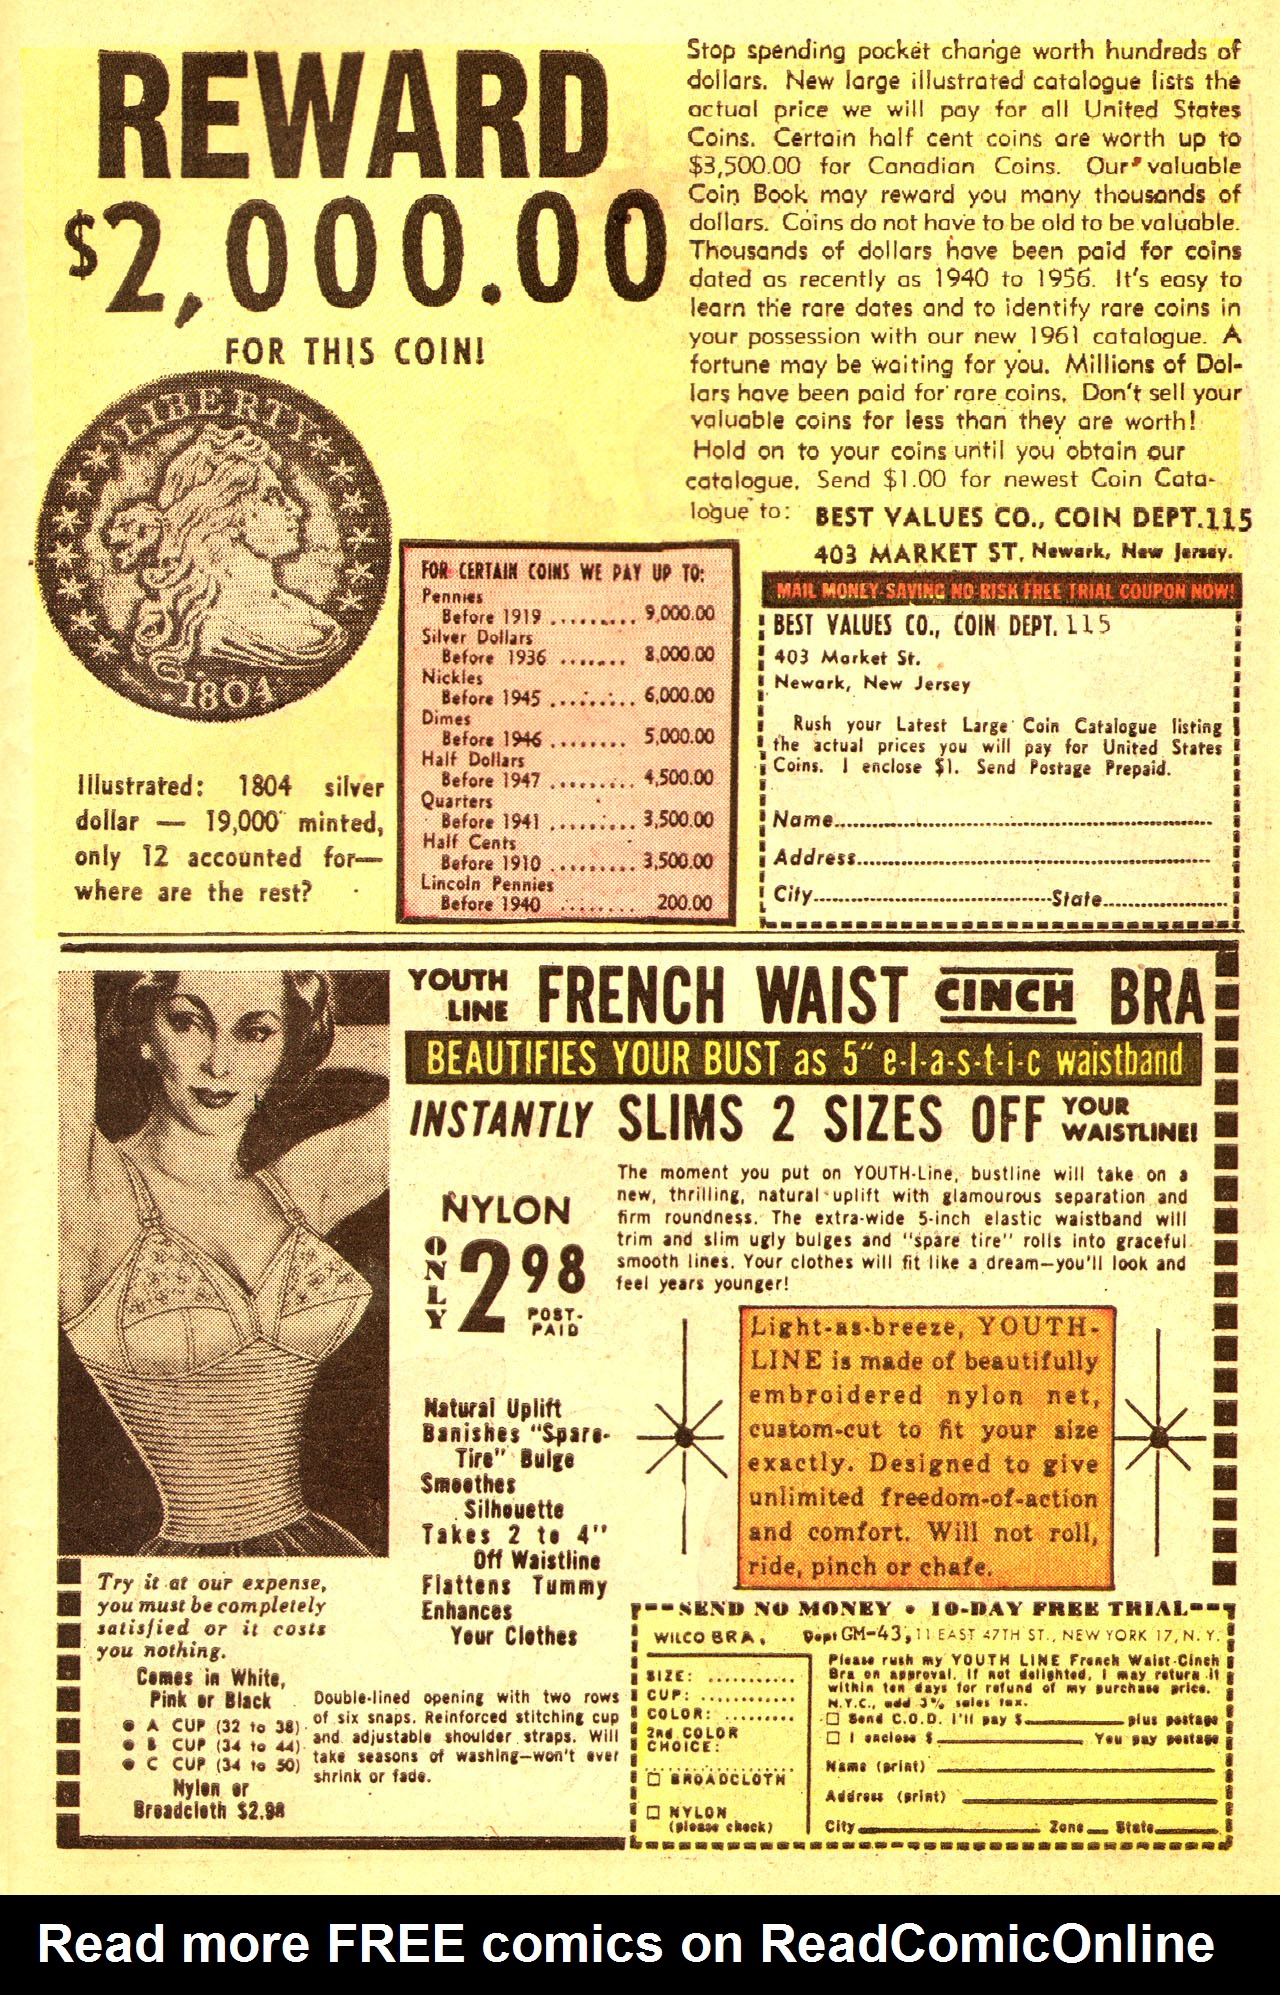 REWARD
$2,000.00
FOR THIS COIN!
LIBERTY
1804
Illustrated: 1804 silver
dollar — 19,000 minted,
only 12 accounted for—
where are the rest?
Stop spending pocket change worth hundreds of
dollars. New large illustrated catalogue lists the
actual price we will pay for all United States
Coins. Certain half cent coins are worth up to
$3,500.00 for Canadian Coins. Our valuable
Coin Book may reward you many thousands of
dollars. Coins do not have to be old to be valuable.
Thousands of dollars have been paid for coins
dated as recently as 1940 to 1956. It's easy to
learn the rare dates and to identify rare coins in
your possession with our new 1961 catalogue. A
fortune may be waiting for you. Millions of Dol-
lars have been paid for rare coins. Don't sell your
valuable coins for less than they are worth!
Hold on to your coins until you obtain our
catalogue. Send $1.00 for newest Coin Cata-
logue to: BEST VALUES CO., COIN DEPT. 115
403 MARKET ST. Newark, New Jersey.
FOR CERTAIN COINS WE PAY UP TO:
Pennies
Before 1919 ......... 9,000.00
Silver Dollars
Before 1936 ....... 8,000.00
Nickles
Before 1945 ......... 6,000.00
Dimes
Before 1946 ........ 5,000.00
Half Dollars
Before 1947 ......... 4,500.00
Quarters
Before 1941 ......... 3,500.00
Half Cents
Before 1910 ......... 3,500.00
Lincoln Pennies
Before 1940 ........ 200.00
MAIL MONEY-SAVING NO RISK FREE TRIAL COUPON NOW!
BEST VALUES CO., COIN DEPT. 115
403 Market St.
Newark, New Jersey
Rush your Latest Large Coin Catalogue listing
the actual prices you will pay for United States
Coins. I enclose $1. Send Postage Prepaid.
Name
Address
City State
YOUTH LINE FRENCH WAIST CINCH BRA
BEAUTIFIES YOUR BUST as 5" e-l-a-s-t-i-c waistband
INSTANTLY SLIMS 2 SIZES OFF YOUR WAISTLINE!
NYLON
ONLY 2 98
POST-
PAID
The moment you put on YOUTH-Line, bustline will take on a
new, thrilling, natural uplift with glamourous separation and
firm roundness. The extra-wide 5-inch elastic waistband will
trim and slim ugly bulges and "spare tire" rolls into graceful
smooth lines. Your clothes will fit like a dream—you'll look and
feel years younger!
Natural Uplift
Banishes "Spare-
Tire" Bulge
Smoothes
Silhouette
Takes 2 to 4"
Off Waistline
Flattens Tummy
Enhances
Your Clothes
Light-as-breeze, YOUTH-
LINE is made of beautifully
embroidered nylon net,
custom-cut to fit your size
exactly. Designed to give
unlimited freedom-of-action
and comfort. Will not roll,
ride, pinch or chafe.
Try it at our expense,
you must be completely
satisfied or it costs
you nothing.
Comes in White,
Pink or Black
● A CUP (32 to 38)
● B CUP (34 to 44)
● C CUP (34 to 50)
Nylon or
Broadcloth $2.98
Double-lined opening with two rows
of six snaps. Reinforced stitching cup
and adjustable shoulder straps. Will
take seasons of washing—won't ever
shrink or fade.
SEND NO MONEY • 10-DAY FREE TRIAL
WILCO BRA, Dept GM-43, 11 EAST 47TH ST., NEW YORK 17, N. Y.
SIZE: ...........
CUP: ............
COLOR: .........
2nd COLOR
CHOICE:
☐ BROADCLOTH
☐ NYLON
(please check)
Please rush my YOUTH LINE French Waist-Cinch
Bra on approval. If not delighted, I may return it
within ten days for refund of my purchase price.
N.Y.C., add 3% sales tax.
☐ Send C.O.D. I'll pay $ plus postage
☐ I enclose $ You pay postage
Name (print)
Address (print)
City Zone State
Read more FREE comics on ReadComicOnline